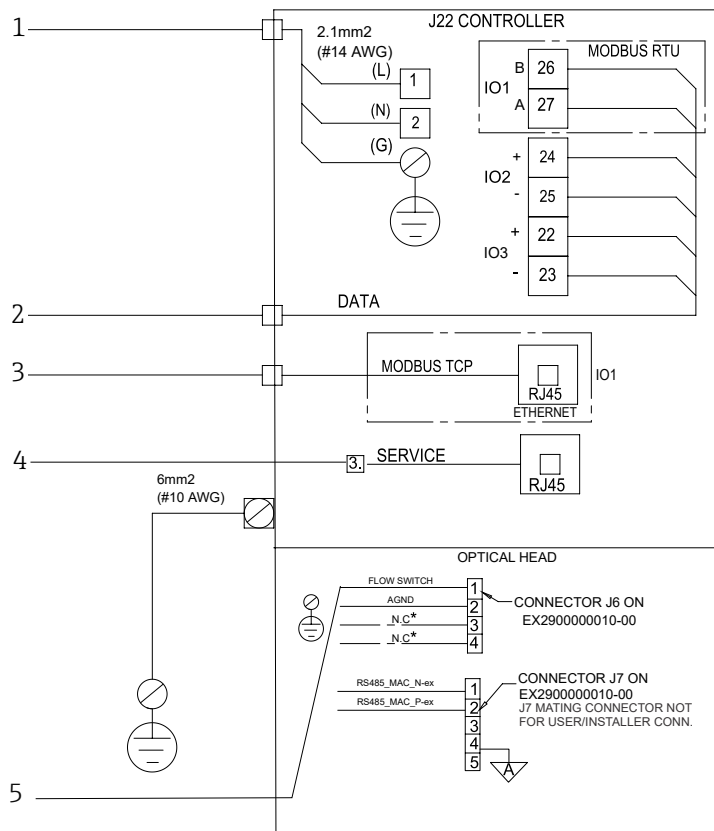 J22 CONTROLLER
1
2.1mm2
(#14 AWG)
(L)
1
(N)
2
(G)
MODBUS RTU
IO1
B
26
A
27
IO2
+
24
-
25
IO3
+
22
-
23
2
DATA
3
MODBUS TCP
RJ45
ETHERNET
IO1
4
3.
SERVICE
RJ45
6mm2
(#10 AWG)
OPTICAL HEAD
FLOW SWITCH
1
AGND
2
N.C*
3
N.C*
4
CONNECTOR J6 ON
EX2900000010-00
RS485_MAC_N-ex
1
RS485_MAC_P-ex
2
3
4
5
CONNECTOR J7 ON
EX2900000010-00
J7 MATING CONNECTOR NOT
FOR USER/INSTALLER CONN.
A
5